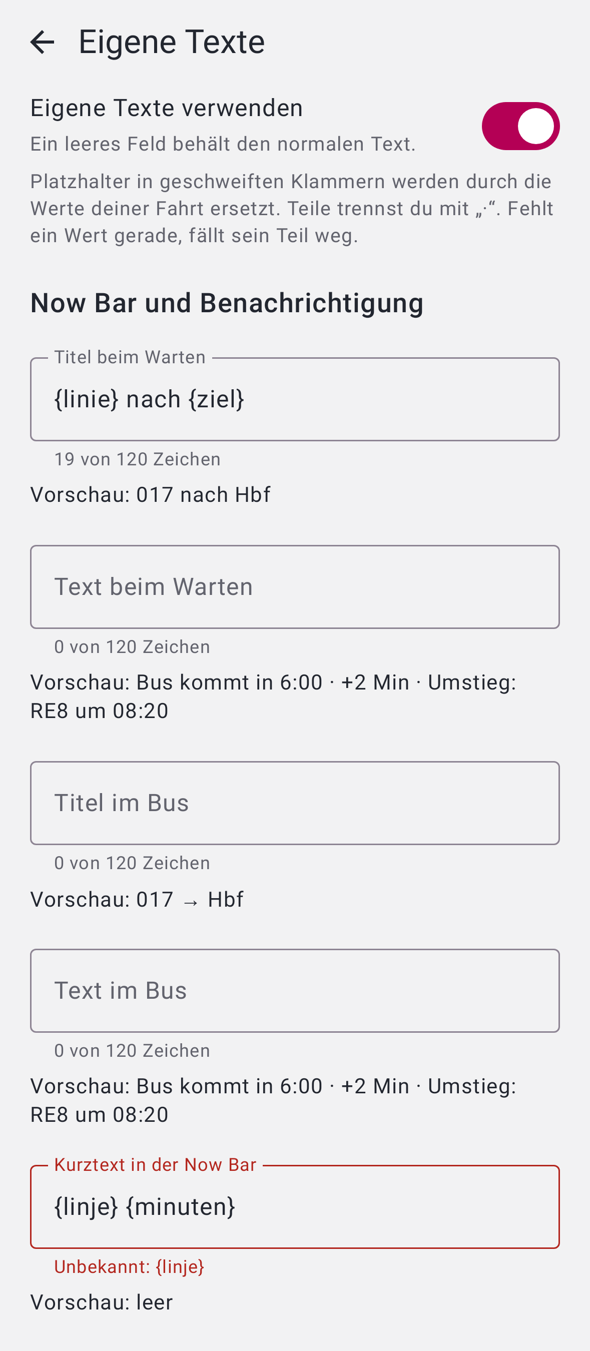 Eigene Texte
Eigene Texte verwenden
Ein leeres Feld behält den normalen Text.
Platzhalter in geschweiften Klammern werden durch die
Werte deiner Fahrt ersetzt. Teile trennst du mit „·“. Fehlt
ein Wert gerade, fällt sein Teil weg.
Now Bar und Benachrichtigung
Titel beim Warten
{linie} nach {ziel}
19 von 120 Zeichen
Vorschau: 017 nach Hbf
Text beim Warten
0 von 120 Zeichen
Vorschau: Bus kommt in 6:00 · +2 Min · Umstieg:
RE8 um 08:20
Titel im Bus
0 von 120 Zeichen
Vorschau: 017 → Hbf
Text im Bus
0 von 120 Zeichen
Vorschau: Bus kommt in 6:00 · +2 Min · Umstieg:
RE8 um 08:20
Kurztext in der Now Bar
{linje} {minuten}
Unbekannt: {linje}
Vorschau: leer